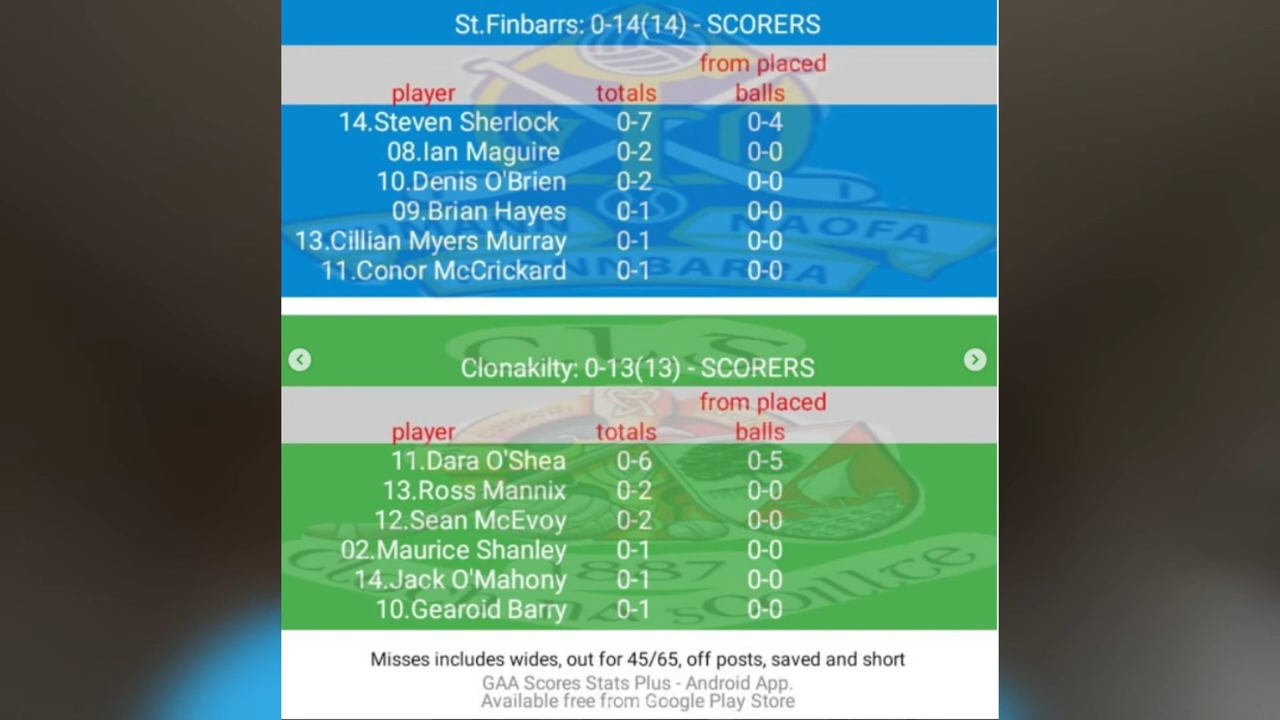 St.Finbarrs: 0-14(14) - SCORERS
from placed
player totals balls
14.Steven Sherlock 0-7 0-4
08.Ian Maguire 0-2 0-0
10.Denis O'Brien 0-2 0-0
09.Brian Hayes 0-1 0-0
13.Cillian Myers Murray 0-1 0-0
11.Conor McCrickard 0-1 0-0
NAOFA
Clonakilty: 0-13(13) - SCORERS
from placed
player totals balls
11.Dara O'Shea 0-6 0-5
13.Ross Mannix 0-2 0-0
12.Sean McEvoy 0-2 0-0
02.Maurice Shanley 0-1 0-0
14.Jack O'Mahony 0-1 0-0
10.Gearoid Barry 0-1 0-0
1887
Misses includes wides, out for 45/65, off posts, saved and short
GAA Scores Stats Plus - Android App.
Available free from Google Play Store